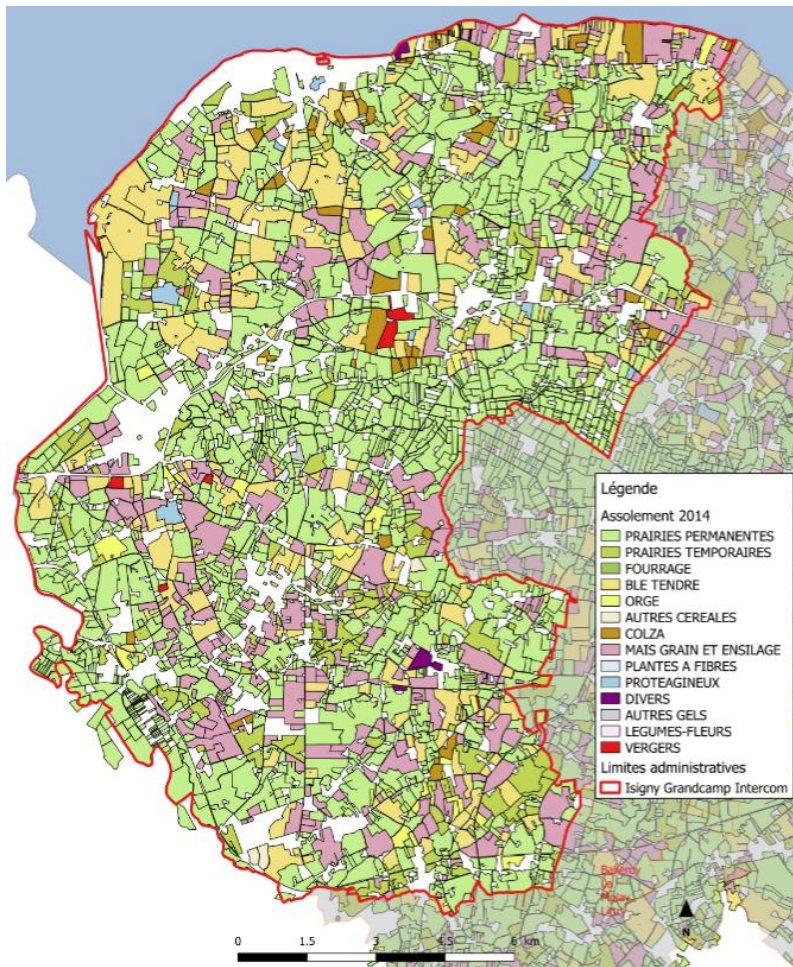 Légende
Assolement 2014
PRAIRIES PERMANENTES
PRAIRIES TEMPORAIRES
FOURRAGE
BLE TENDRE
ORGE
AUTRES CEREALES
COLZA
MAIS GRAIN ET ENSILAGE
PLANTES A FIBRES
PROTEAGINEUX
DIVERS
AUTRES GELS
LEGUMES-FLEURS
VERGERS
Limites administratives
Isigny Grandcamp Intercom
N
0 1.5 3 4.5 6 km